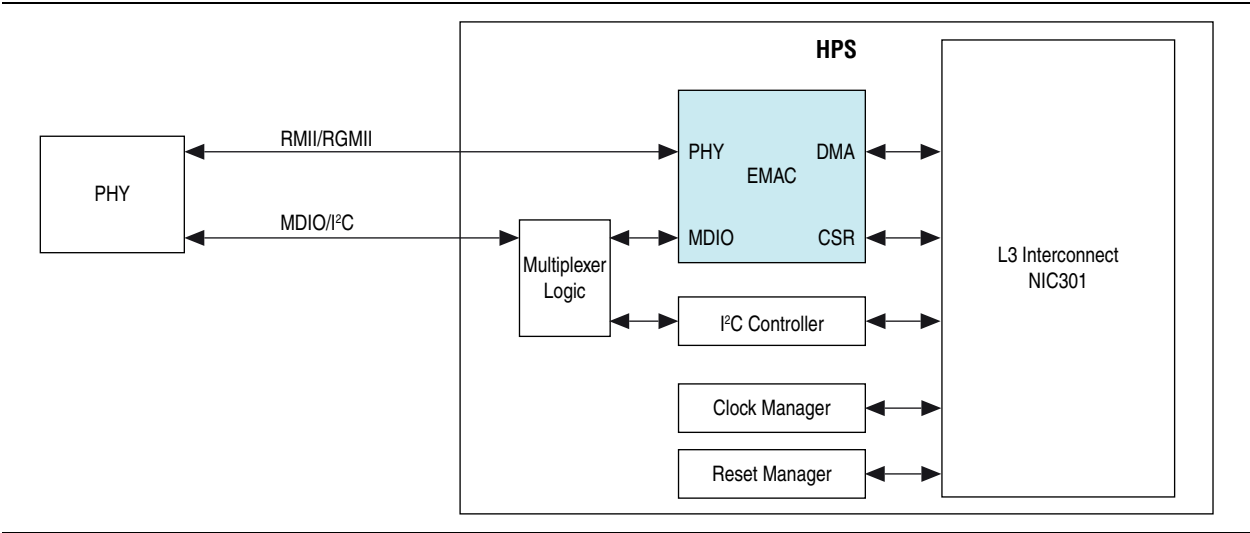 HPS
RMII/RGMII
PHY
MDIO/I²C
Multiplexer
Logic
PHY
DMA
EMAC
MDIO
CSR
I²C Controller
Clock Manager
Reset Manager
L3 Interconnect
NIC301